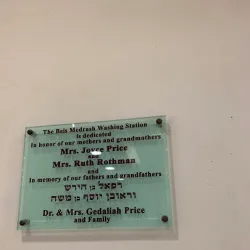 The Beis Medrash Washing Station
is dedicated
In honor of our mothers and grandmothers
Mrs. Joyce Price
and
Mrs. Ruth Rothman
and
In memory of our fathers and grandfathers
רפאל בן הירש
וראובן יוסף בן משה
Dr. & Mrs. Gedaliah Price
and Family